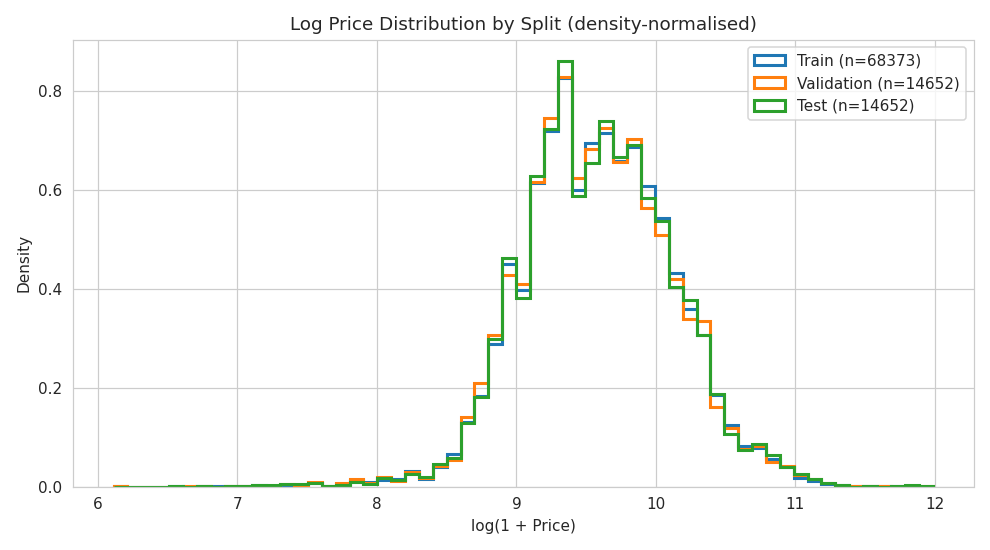 Log Price Distribution by Split (density-normalised)
Train (n=68373)
Validation (n=14652)
Test (n=14652)
Density
0.8
0.6
0.4
0.2
0.0
6 7 8 9 10 11 12
log(1 + Price)